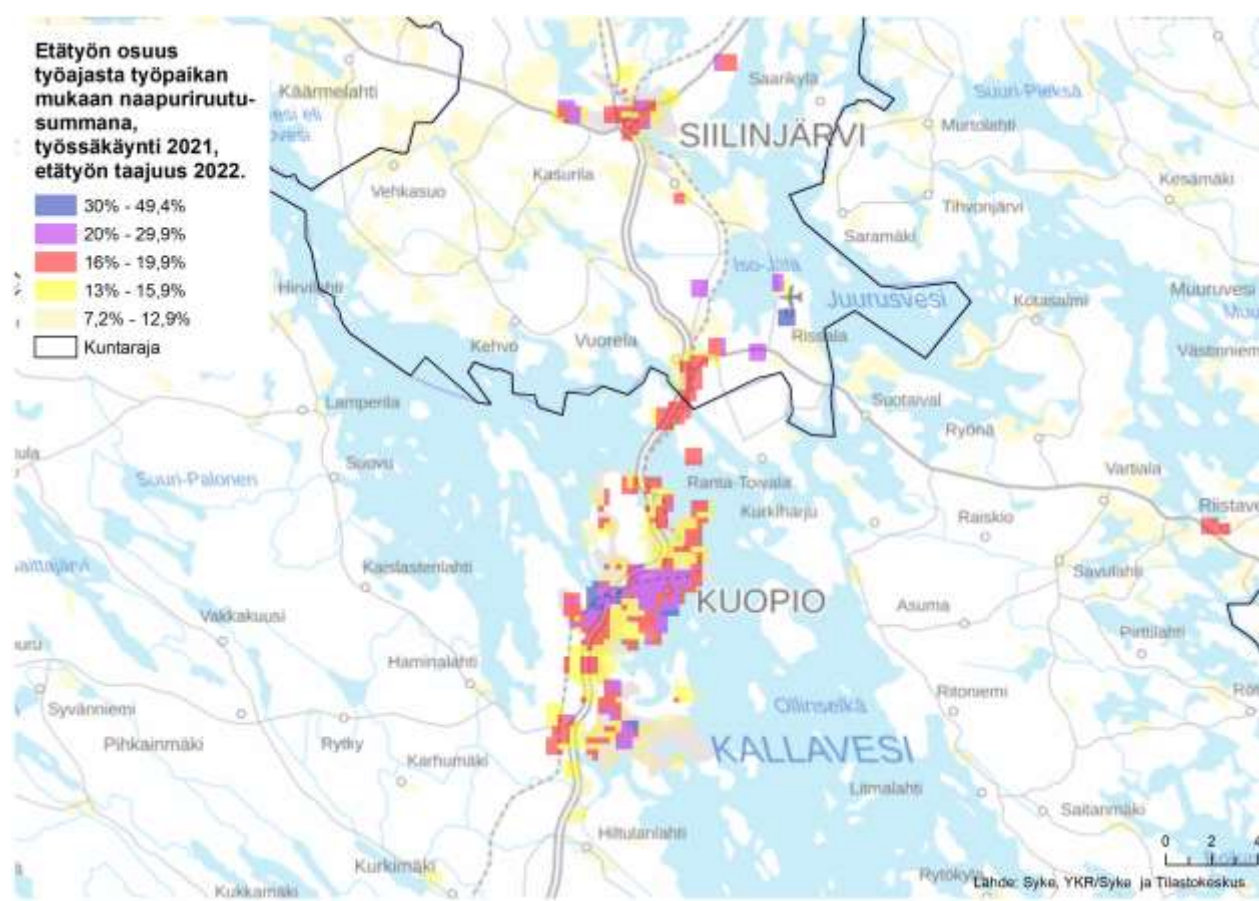 Etätyön osuus
työajasta työpaikan
mukaan naapuriruutu-
summana,
työssäkäynti 2021,
etätyön taajuus 2022.
30% - 49,4%
20% - 29,9%
16% - 19,9%
13% - 15,9%
7,2% - 12,9%
Kuntaraja
Käärmelahti
Saarikylä
Suuri-Pieksä
SIILINJÄRVI
Murtolahti
Kasurila
Vehkasuo
Kesämäki
Tihvonjärvi
Saramäki
Hirvilahti
Juurusvesi
Kotasalmi
Muuruvesi
Kehvo
Vuorela
Rissala
Lamperila
Suotaival
Ryönä
Suovu
Vartiala
Suuri-Palonen
Ranta-Toivala
Kurkiharju
Raiskio
Kaislastenlahti
Savulahti
KUOPIO
Asuma
Vakkakuusi
Pirttilahti
Haminalahti
Ritoniemi
Syvänniemi
Ollinselkä
Pihkainmäki
Rytky
KALLAVESI
Karhumäki
Litmalahti
Saitanmäki
Hiltulanlahti
0 2 4
Kurkimäki
Kukkamäki
Lähde: Syke, YKR/Syke ja Tilastokeskus